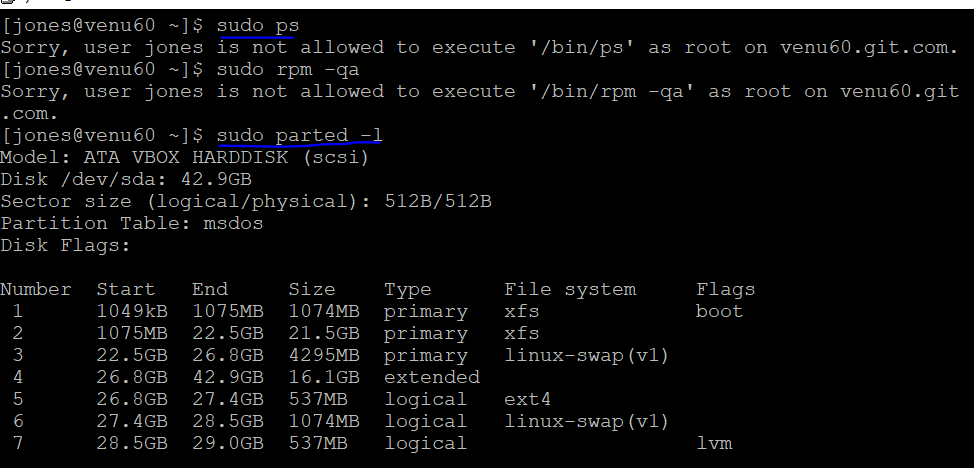 [jones@venu60 ~]$ sudo ps
Sorry, user jones is not allowed to execute '/bin/ps' as root on venu60.git.com.
[jones@venu60 ~]$ sudo rpm -qa
Sorry, user jones is not allowed to execute '/bin/rpm -qa' as root on venu60.git
.com.
[jones@venu60 ~]$ sudo parted -l
Model: ATA VBOX HARDDISK (scsi)
Disk /dev/sda: 42.9GB
Sector size (logical/physical): 512B/512B
Partition Table: msdos
Disk Flags:
Number  Start   End     Size    Type      File system     Flags
 1      1049kB  1075MB  1074MB  primary   xfs             boot
 2      1075MB  22.5GB  21.5GB  primary   xfs
 3      22.5GB  26.8GB  4295MB  primary   linux-swap(v1)
 4      26.8GB  42.9GB  16.1GB  extended
 5      26.8GB  27.4GB  537MB   logical   ext4
 6      27.4GB  28.5GB  1074MB  logical   linux-swap(v1)
 7      28.5GB  29.0GB  537MB   logical                   lvm